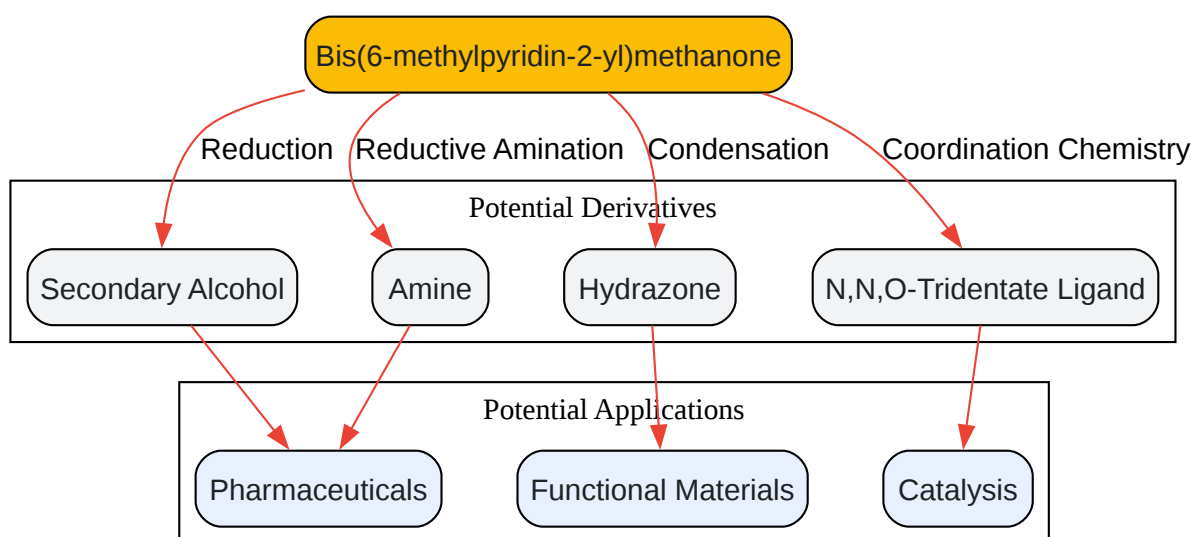 Bis(6-methylpyridin-2-yl)methanone
Reduction
Reductive Amination
Condensation
Coordination Chemistry
Potential Derivatives
Secondary Alcohol
Amine
Hydrazone
N,N,O-Tridentate Ligand
Potential Applications
Pharmaceuticals
Functional Materials
Catalysis